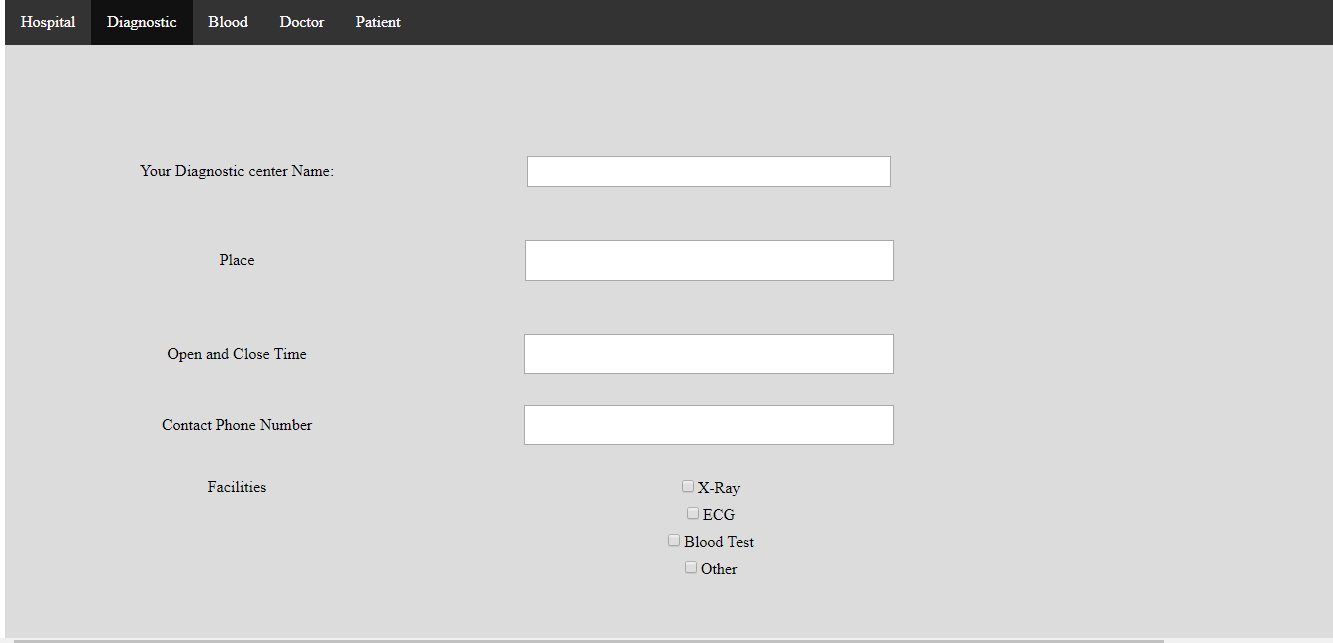 Hospital Diagnostic Blood Doctor Patient
Your Diagnostic center Name:
Place
Open and Close Time
Contact Phone Number
Facilities X-Ray
ECG
Blood Test
Other